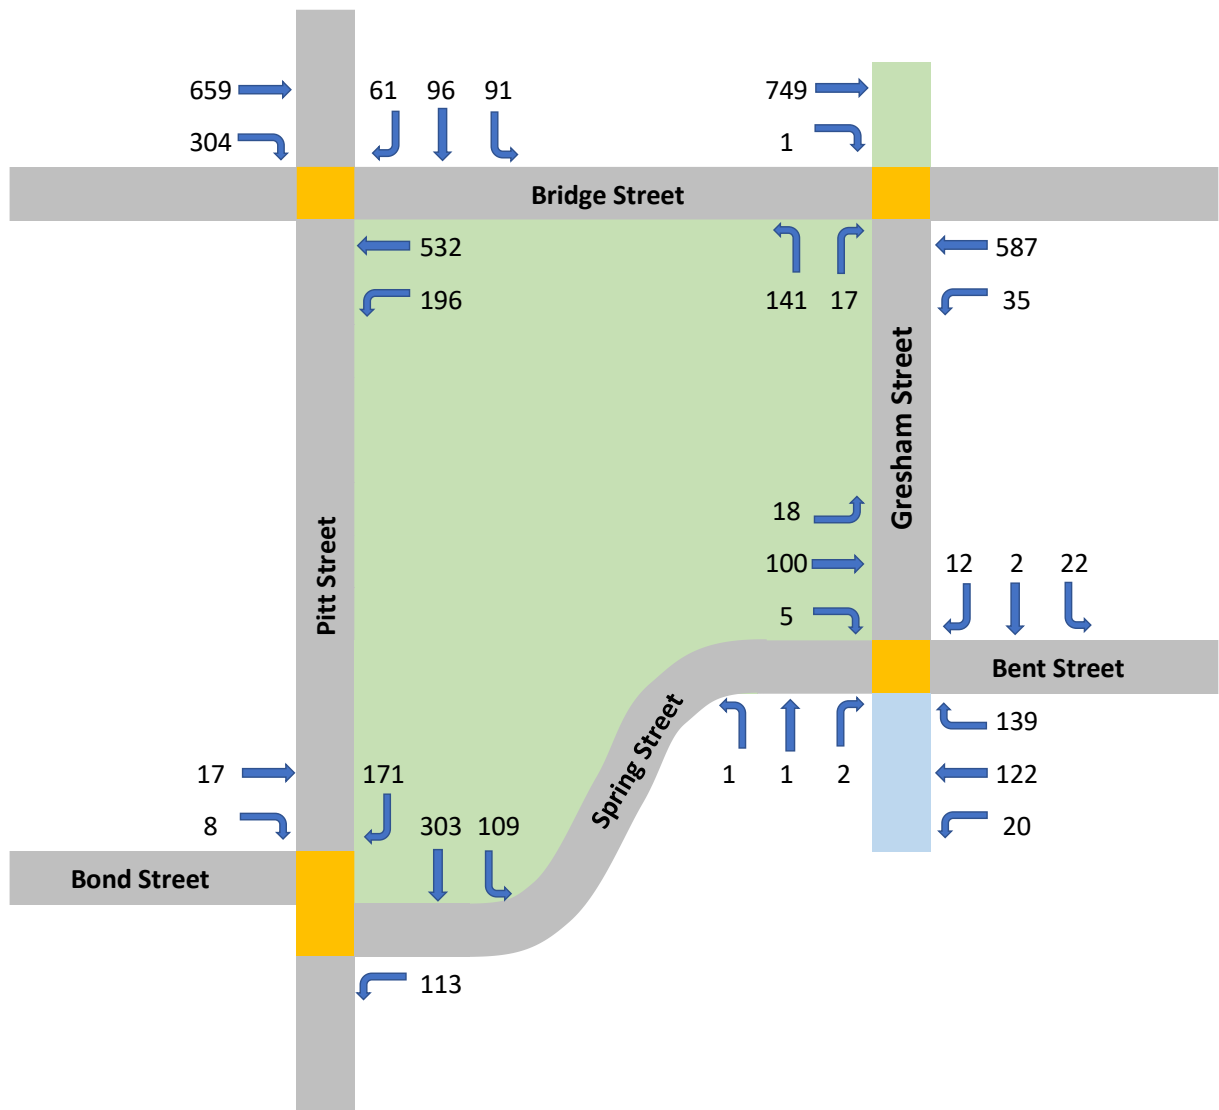 659
61 96 91
749
304
1
Bridge Street
532
587
196
141 17
35
Gresham Street
18
Pitt Street
100
12 2 22
5
Bent Street
139
Spring Street
17
171
1 1 2
122
8
303 109
20
Bond Street
113